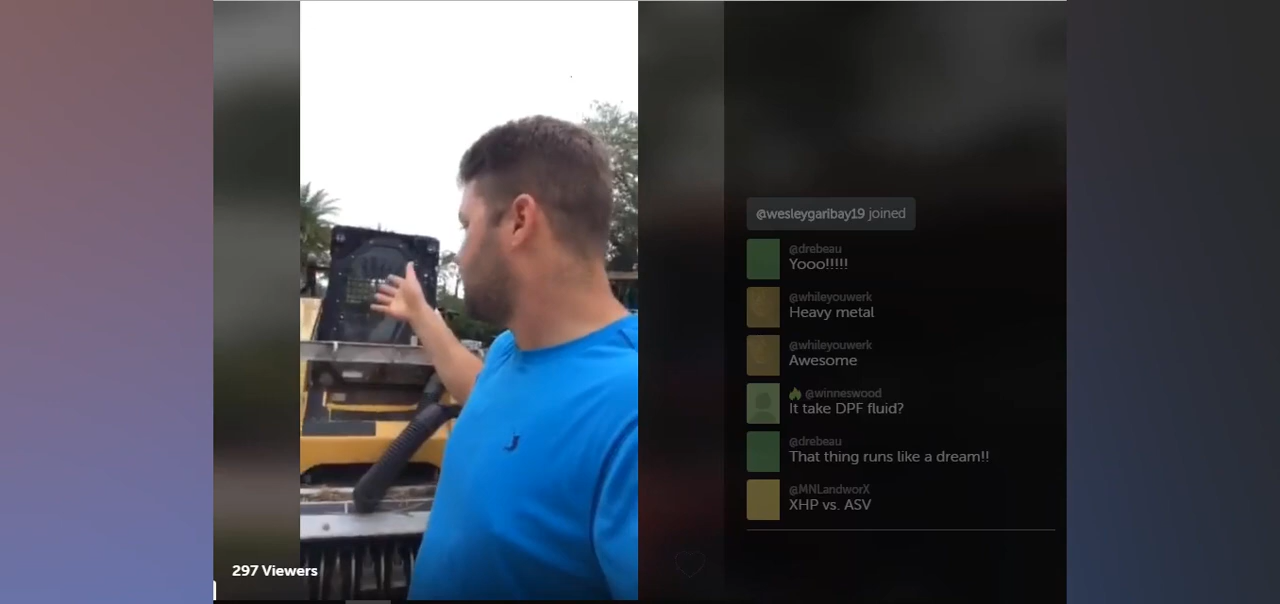 @wesleygaribay19 joined
@drebeau
Yooo!!!!!
@whileyouwerk
Heavy metal
@whileyouwerk
Awesome
@winneswood
It take DPF fluid?
@drebeau
That thing runs like a dream!!
@MNLandworX
XHP vs. ASV
297 Viewers